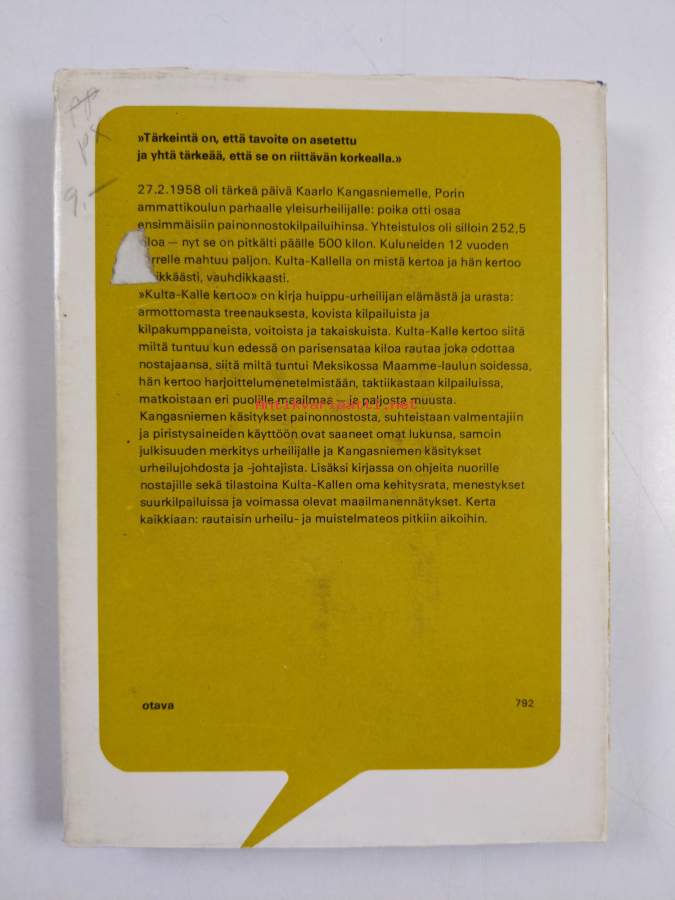 »Tärkeintä on, että tavoite on asetettu
ja yhtä tärkeää, että se on riittävän korkealla.»
9,-
27.2.1958 oli tärkeä päivä Kaarlo Kangasniemelle, Porin
ammattikoulun parhaalle yleisurheilijalle: poika otti osaa
ensimmäisiin painonnostokilpailuihinsa. Yhteistulos oli silloin 252,5
kiloa — nyt se on pitkälti päälle 500 kilon. Kuluneiden 12 vuoden
varrelle mahtuu paljon. Kulta-Kallella on mistä kertoa ja hän kertoo
vauhdikkaasti.
»Kulta-Kalle kertoo» on kirja huippu-urheilijan elämästä ja urasta:
armottomasta treenauksesta, kovista kilpailuista ja
kilpakumppaneista, voitoista ja takaiskuista. Kulta-Kalle kertoo siitä
miltä tuntuu kun edessä on parisensataa kiloa rautaa joka odottaa
nostajaansa, siitä miltä tuntui Meksikossa Maamme-laulun soidessa,
hän kertoo harjoittelumenetelmistään, taktiikastaan kilpailuissa,
matkoistaan eri puolille maailmaa — ja paljosta muusta.
Antikvariaatti.net
Kangasniemen käsitykset painonnostosta, suhteistaan valmentajiin
ja piristysaineiden käyttöön ovat saaneet omat lukunsa, samoin
julkisuuden merkitys urheilijalle ja Kangasniemen käsitykset
urheilujohdosta ja -johtajista. Lisäksi kirjassa on ohjeita nuorille
nostajille sekä tilastoina Kulta-Kallen oma kehitysrata, menestykset
suurkilpailuissa ja voimassa olevat maailmanennätykset. Kerta
kaikkiaan: rautaisin urheilu- ja muistelmateos pitkiin aikoihin.
otava
792